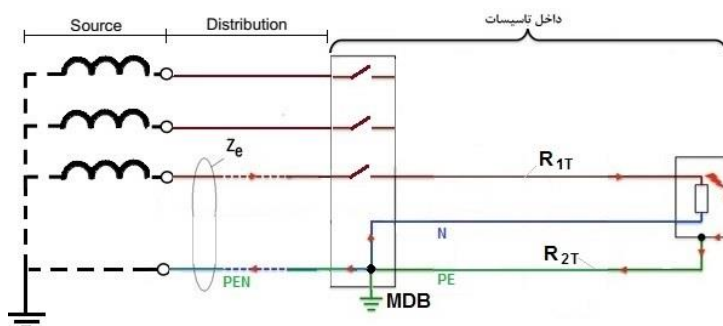 Source
Distribution
داخل تاسیسات
Ze
R1T
N
R2T
PEN
PE
MDB